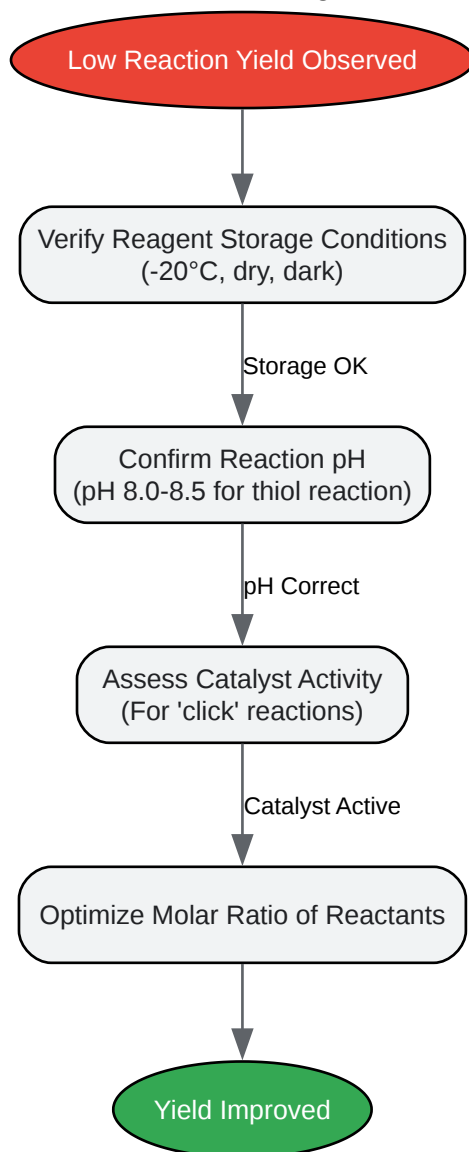 Low Reaction Yield Observed
Verify Reagent Storage Conditions
(-20°C, dry, dark)
Storage OK
Confirm Reaction pH
(pH 8.0-8.5 for thiol reaction)
pH Correct
Assess Catalyst Activity
(For 'click' reactions)
Catalyst Active
Optimize Molar Ratio of Reactants
Yield Improved